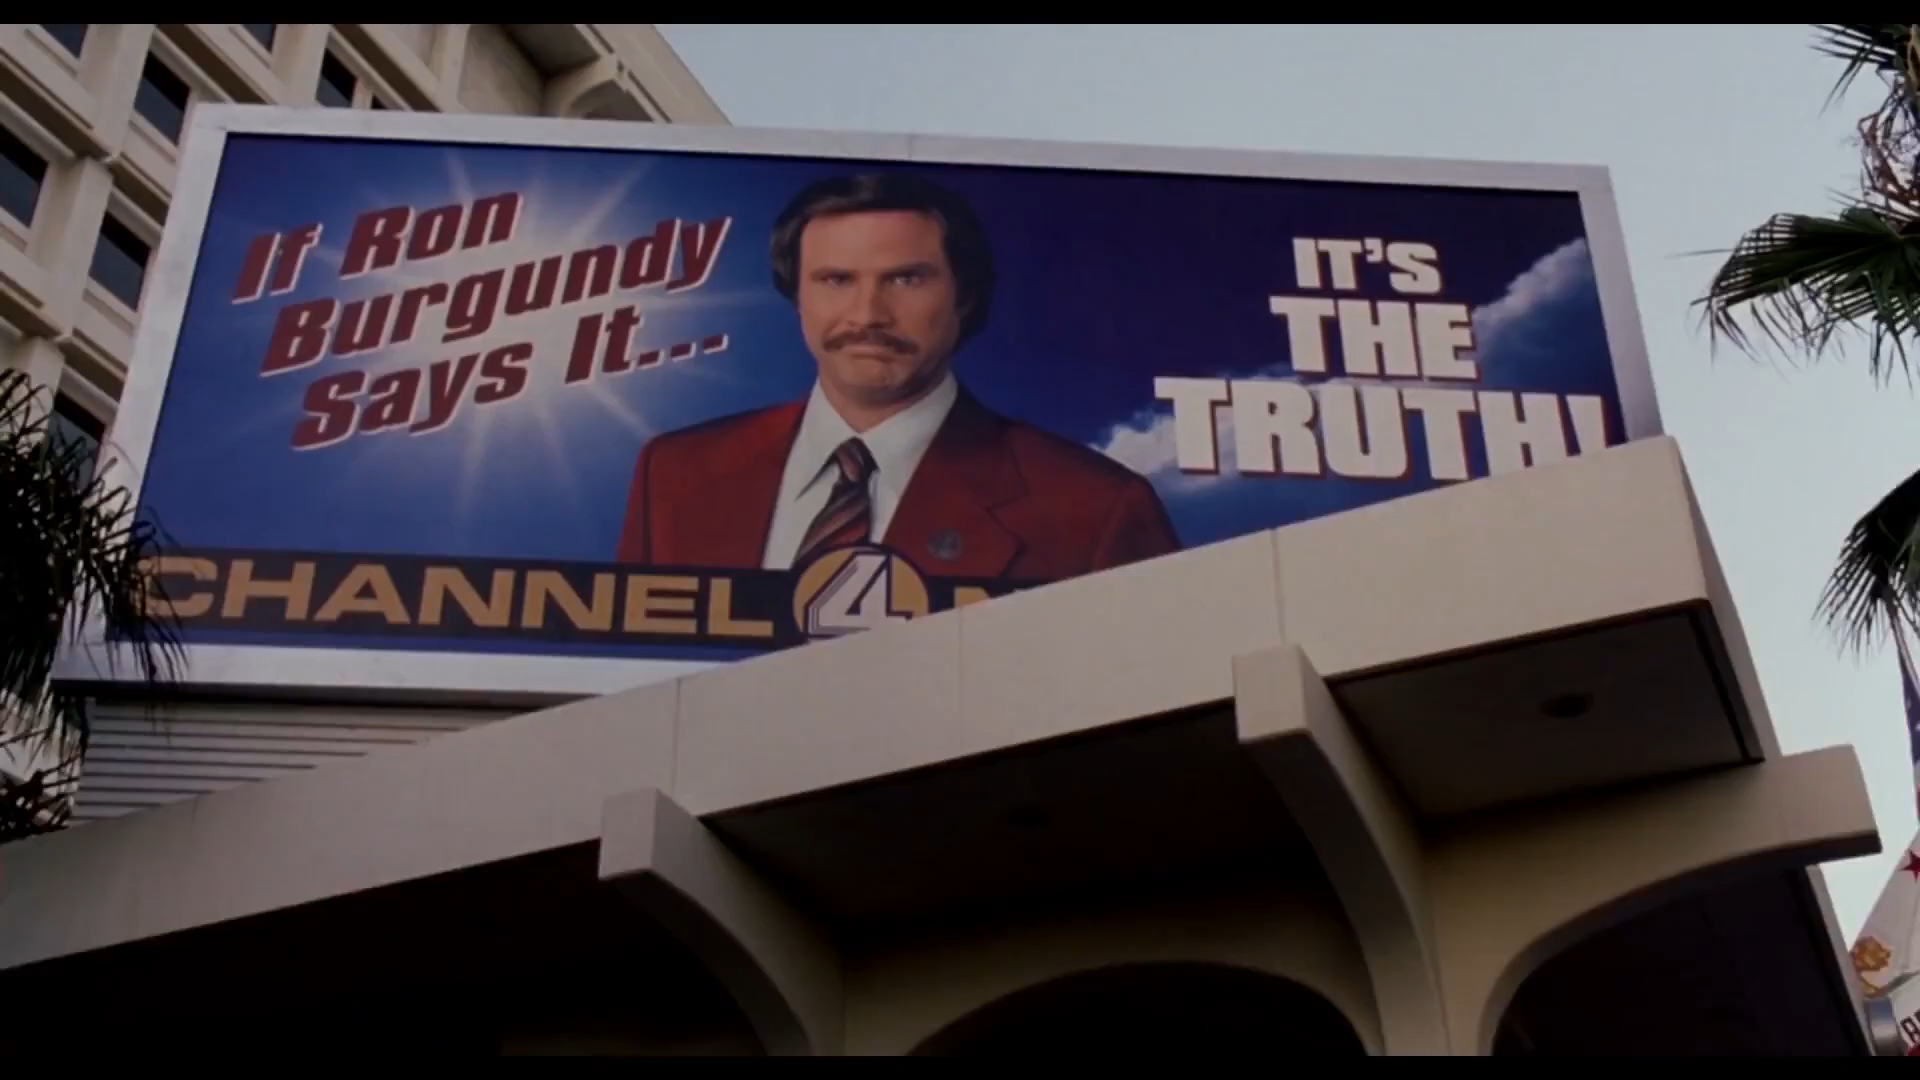 If Ron
Burgundy
Says It...
IT'S
THE
TRUTH!
CHANNEL 4